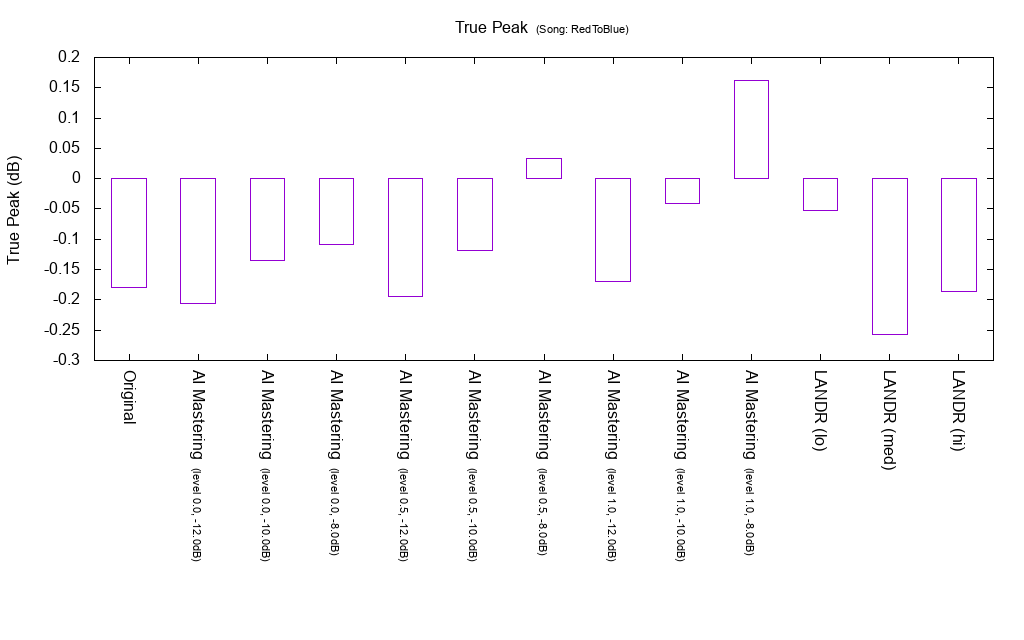 True Peak (Song: RedToBlue)
True Peak (dB)
0.2
0.15
0.1
0.05
0
-0.05
-0.1
-0.15
-0.2
-0.25
-0.3
Original
AI Mastering (level 0.0, -12.0dB)
AI Mastering (level 0.0, -10.0dB)
AI Mastering (level 0.0, -8.0dB)
AI Mastering (level 0.5, -12.0dB)
AI Mastering (level 0.5, -10.0dB)
AI Mastering (level 0.5, -8.0dB)
AI Mastering (level 1.0, -12.0dB)
AI Mastering (level 1.0, -10.0dB)
AI Mastering (level 1.0, -8.0dB)
LANDR (lo)
LANDR (med)
LANDR (hi)